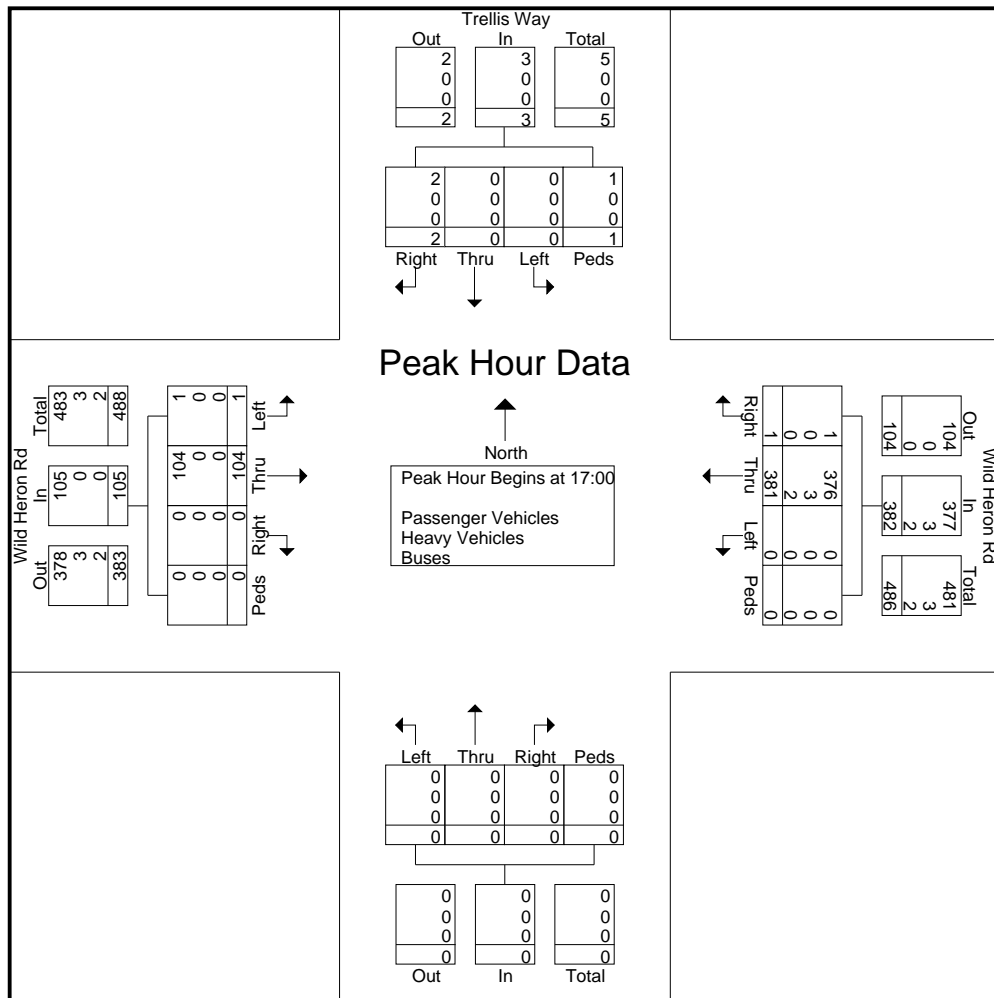 Trellis Way
Out In Total
2 3 5
0 0 0
0 0 0
2 3 5
2 0 0 1
0 0 0 0
0 0 0 0
2 0 0 1
Right Thru Left Peds
Peak Hour Data
North
Peak Hour Begins at 17:00
Passenger Vehicles
Heavy Vehicles
Buses
Wild Heron Rd
Out In Total
378 105 483
3 0 3
2 0 2
383 105 488
0 0 104 1
0 0 0 0
0 0 0 0
0 0 104 1
Peds Right Thru Left
Wild Heron Rd
Out In Total
104 377 481
0 3 3
0 2 2
104 382 486
1 376 0 0
0 3 0 0
0 2 0 0
1 381 0 0
Right Thru Left Peds
Left Thru Right Peds
0 0 0 0
0 0 0 0
0 0 0 0
0 0 0 0
0 0 0
0 0 0
0 0 0
0 0 0
Out In Total